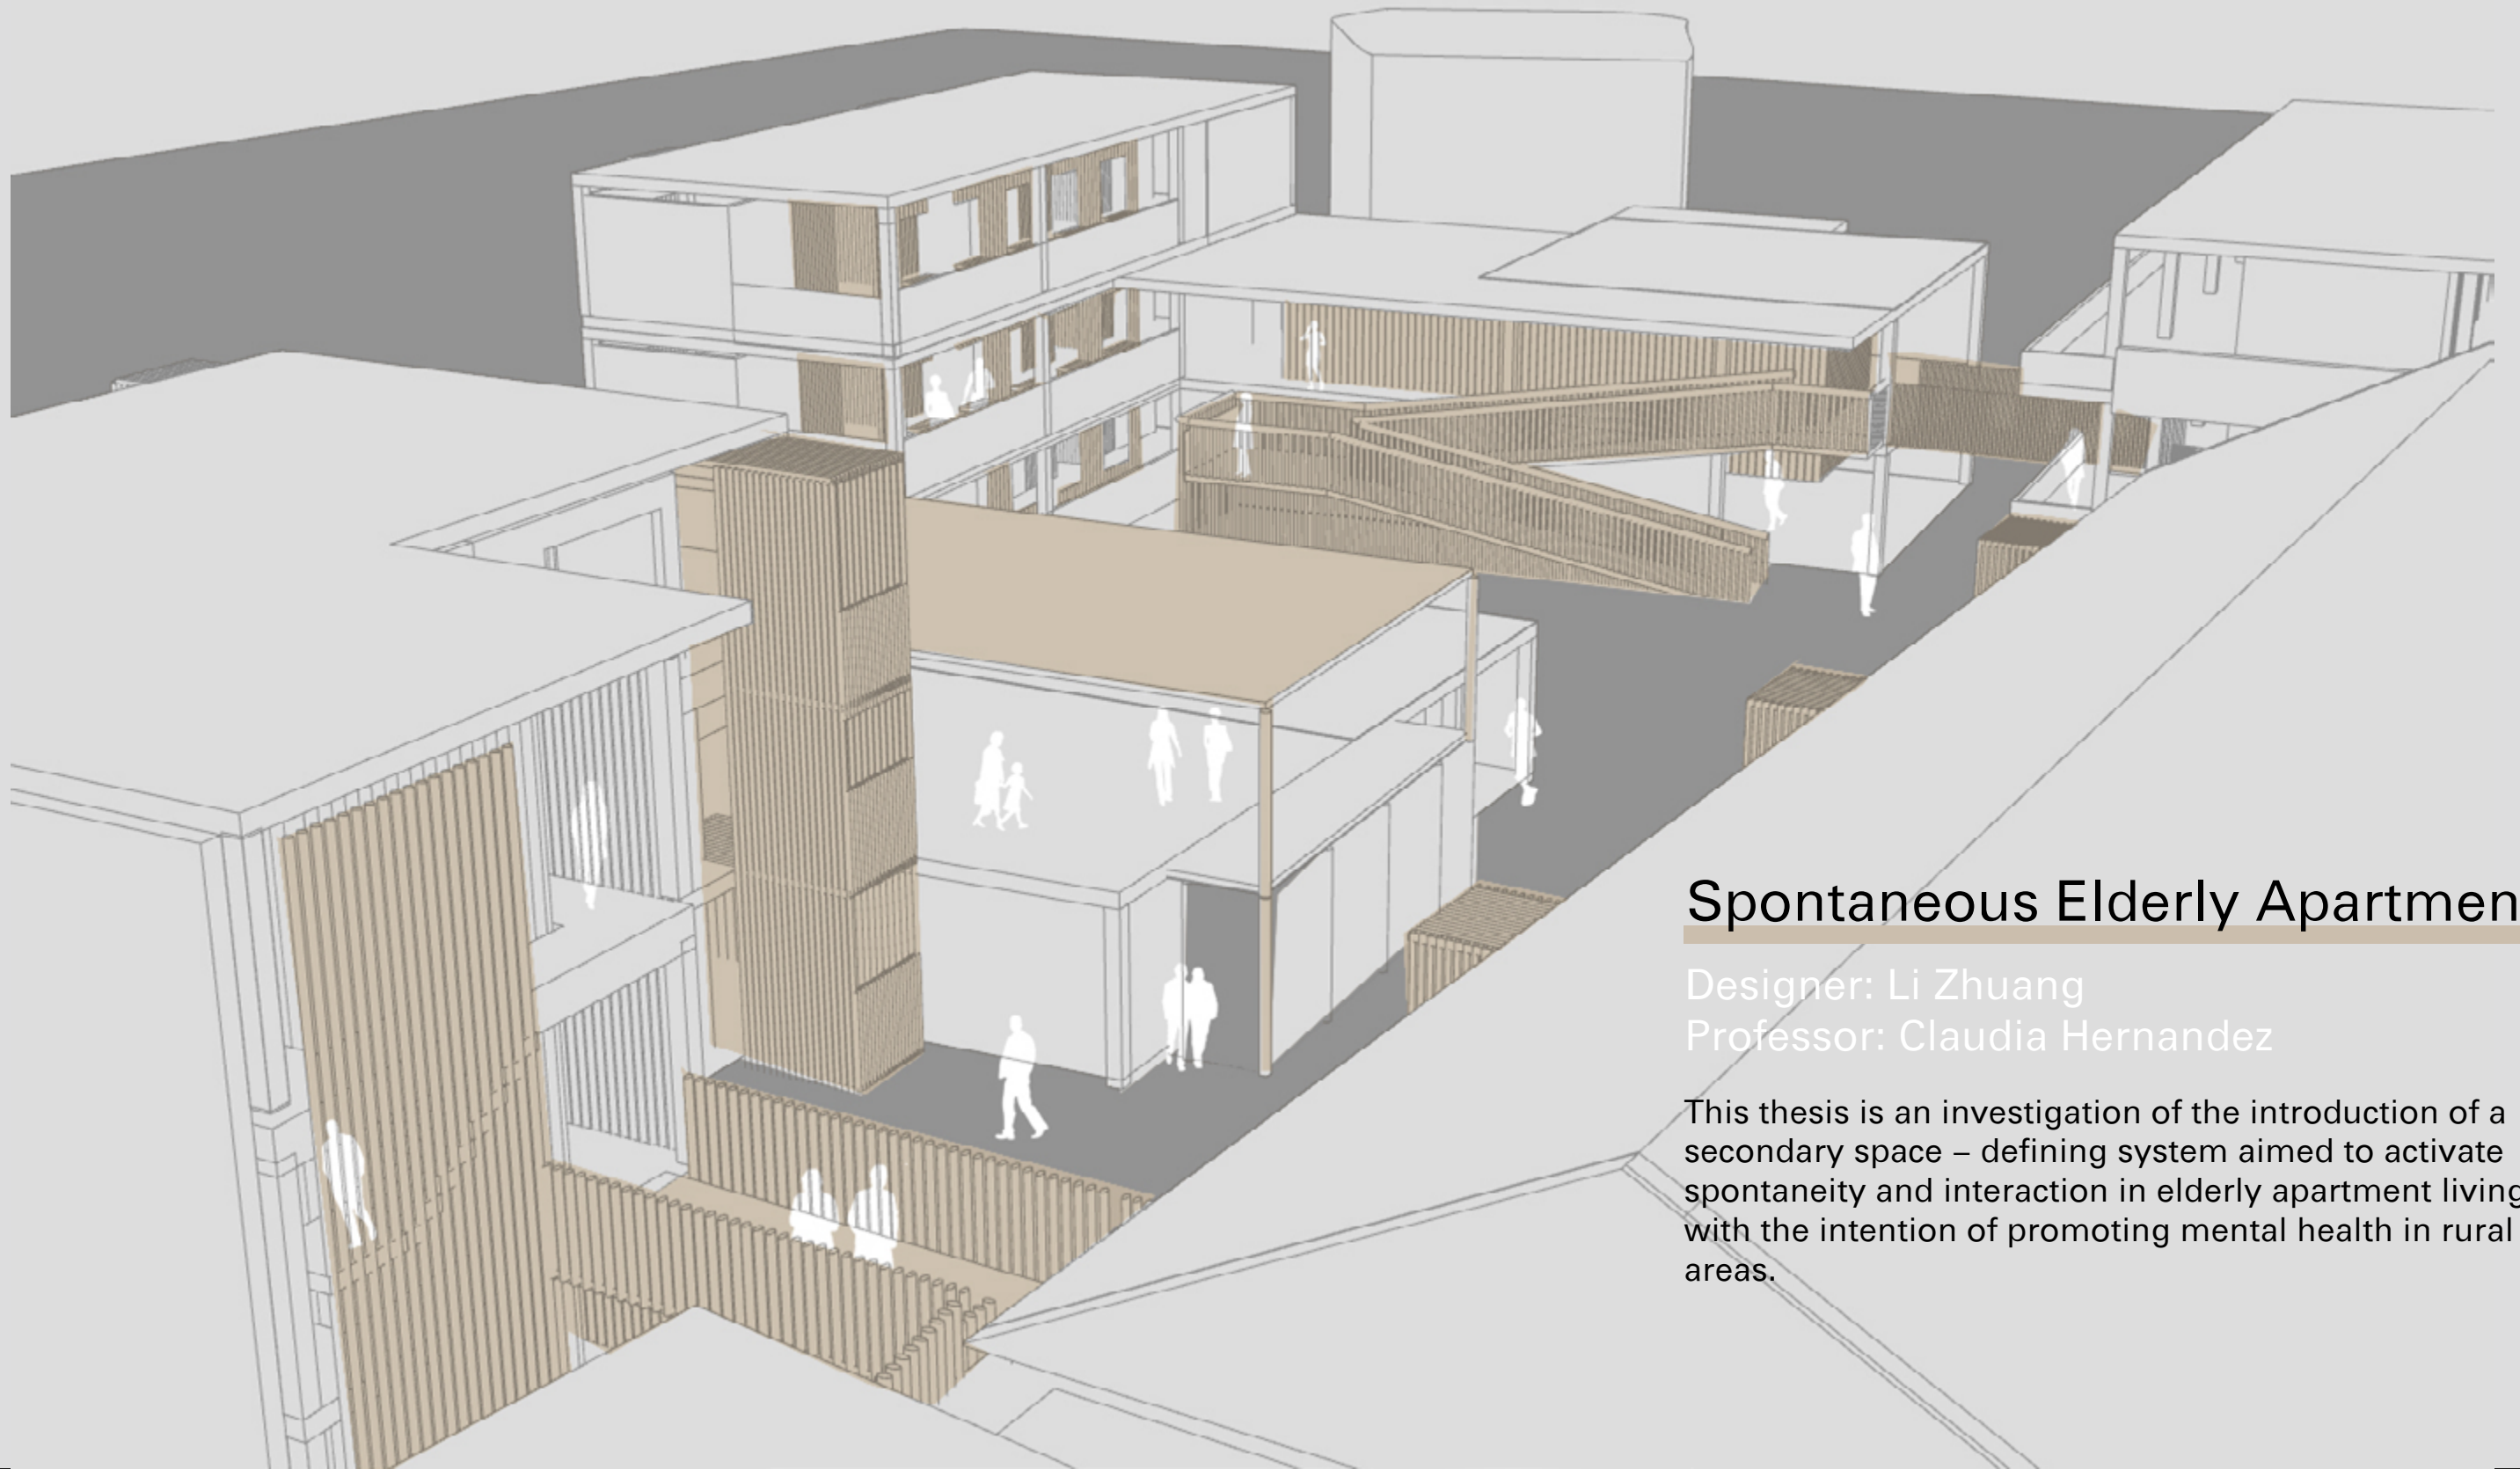 Spontaneous Elderly Apartmen
Designer: Li Zhuang
Professor: Claudia Hernandez
This thesis is an investigation of the introduction of a
secondary space – defining system aimed to activate
spontaneity and interaction in elderly apartment living
with the intention of promoting mental health in rural
areas.